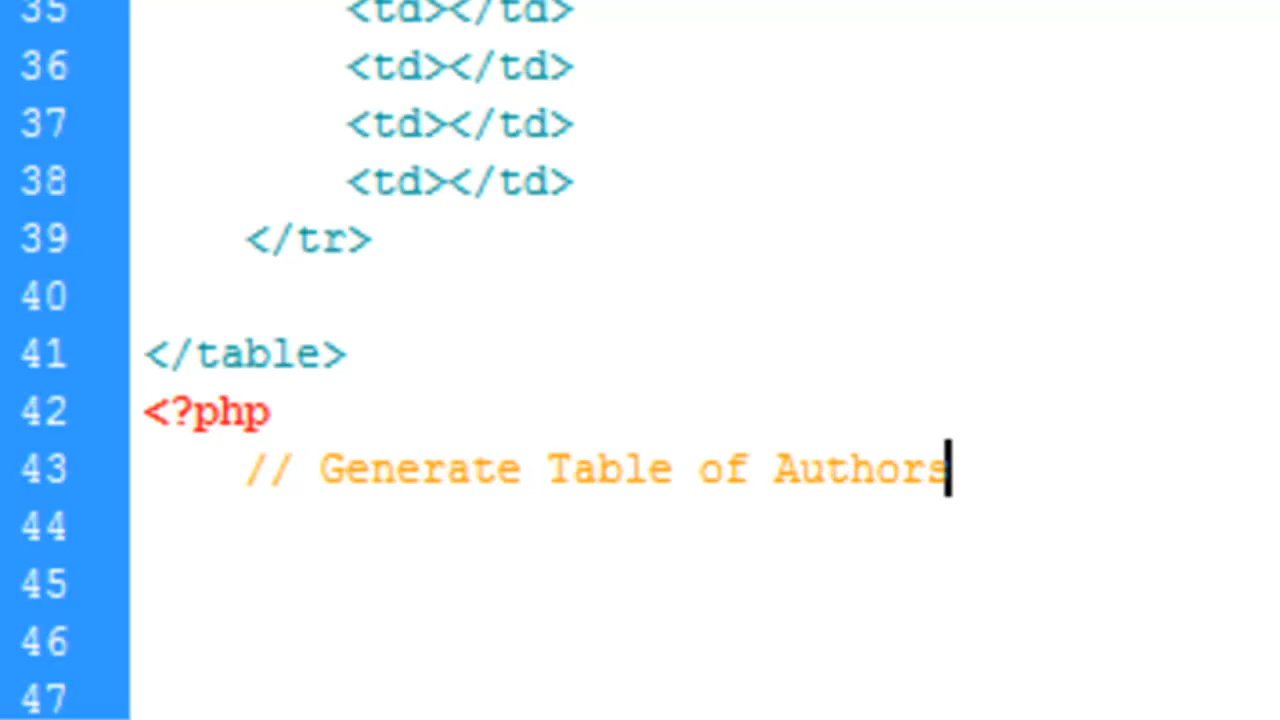 35 <td></td>
36 <td></td>
37 <td></td>
38 <td></td>
39 </tr>
40
41 </table>
42 <?php
43 // Generate Table of Authors
44
45
46
47